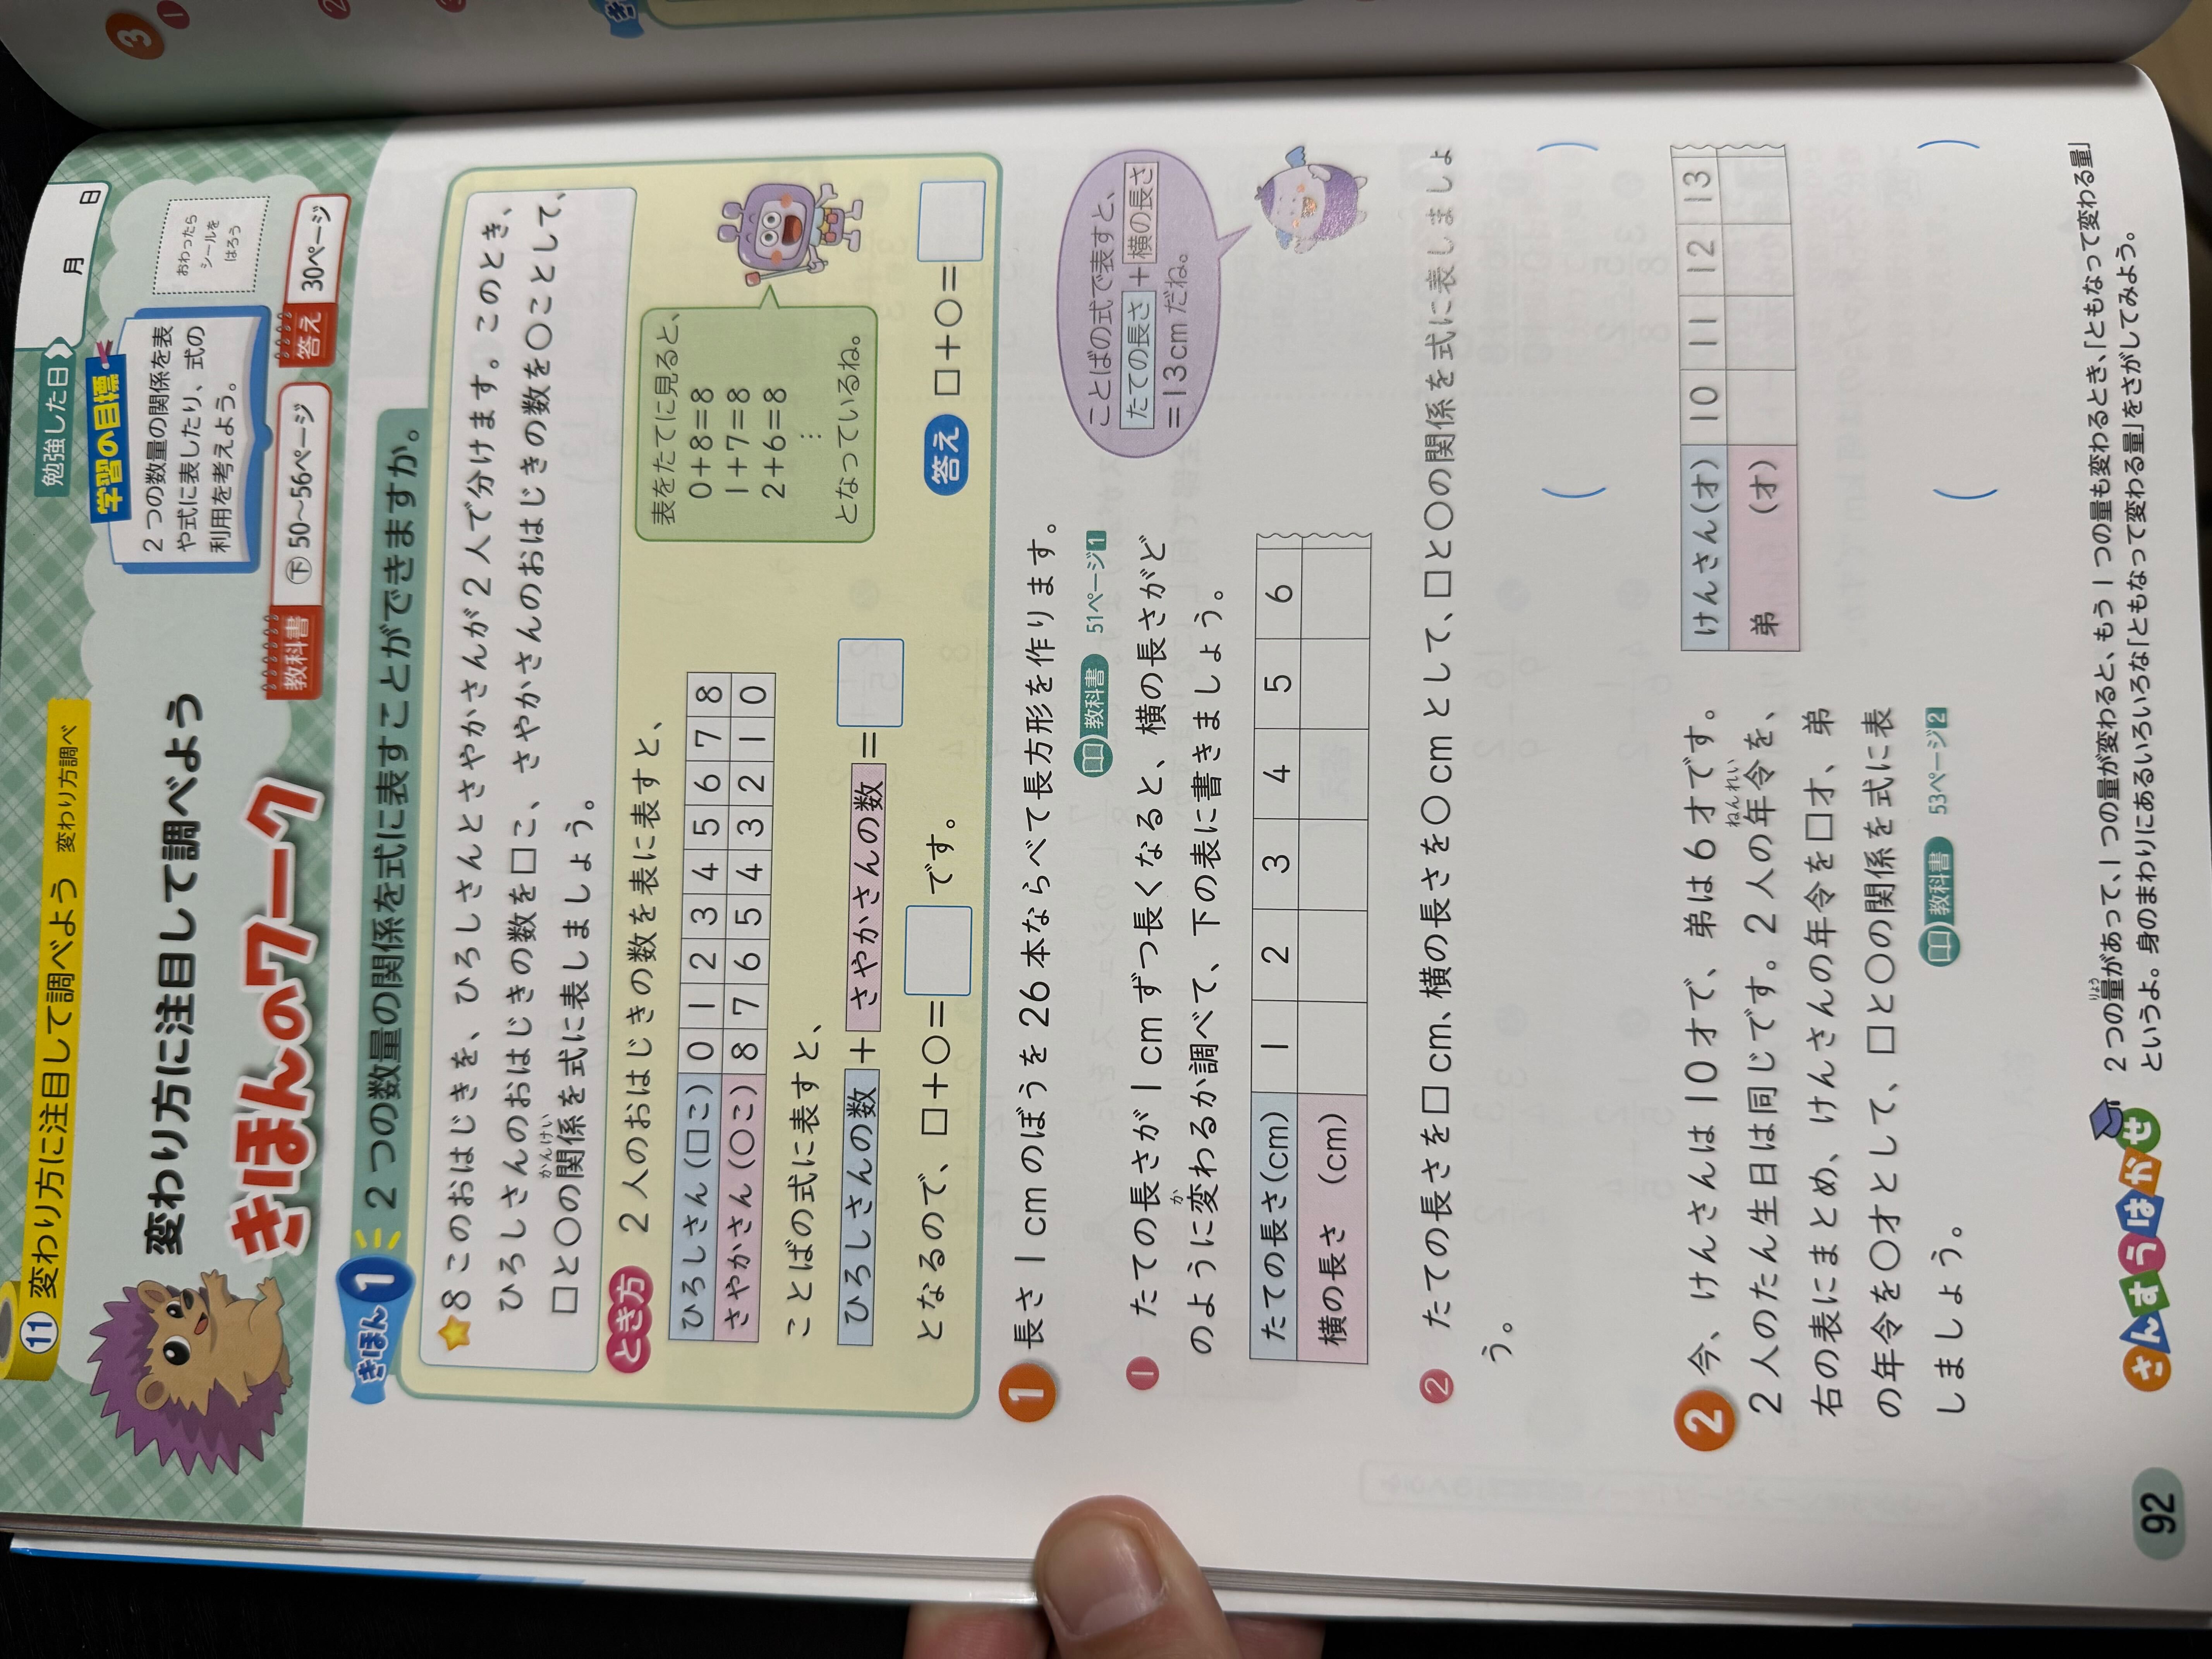 ⑪ 変わり方に注目して調べよう 変わり方調べ
勉強した日 月 日
変わり方に注目して調べよう
きほんのワーク
学習の目標
2つの数量の関係を表
や式に表したり、式の
利用を考えよう。
おわったら
シールを
はろう
教科書 ㊦50〜56ページ 答え 30ページ
きほん1 2つの数量の関係を式に表すことができますか。
8このおはじきを、ひろしさんとさやかさんが2人で分けます。このとき、
ひろしさんのおはじきの数を□こ、さやかさんのおはじきの数を○ことして、
かんけい
□と○の関係を式に表しましょう。
とき方 2人のおはじきの数を表に表すと、
ひろしさん(□こ) 0 1 2 3 4 5 6 7 8
さやかさん(○こ) 8 7 6 5 4 3 2 1 0
表をたてに見ると、
0+8=8
1+7=8
2+6=8
⋮
となっているね。
ことばの式に表すと、
ひろしさんの数 + さやかさんの数 = □
となるので、□+○=□です。
答え □+○=□
1 長さ1cmのぼうを26本ならべて長方形を作ります。
教科書 51ページ1
① たての長さが1cmずつ長くなると、横の長さがど
か
のように変わるか調べて、下の表に書きましょう。
ことばの式で表すと、
たての長さ+横の長さ
=13cmだね。
たての長さ(cm) 1 2 3 4 5 6
横の長さ (cm)
② たての長さを□cm、横の長さを○cmとして、□と○の関係を式に表しましょ
う。
( )
2 今、けんさんは10才で、弟は6才です。
ねんれい
2人のたん生日は同じです。2人の年令を、
右の表にまとめ、けんさんの年令を□才、弟
の年令を○才として、□と○の関係を式に表
しましょう。
教科書 53ページ2
けんさん(才) 10 11 12 13
弟 (才)
( )
さんすうはかせ
りょう
2つの量があって、1つの量が変わると、もう1つの量も変わるとき、「ともなって変わる量」
というよ。身のまわりにあるいろいろな「ともなって変わる量」をさがしてみよう。
92
3